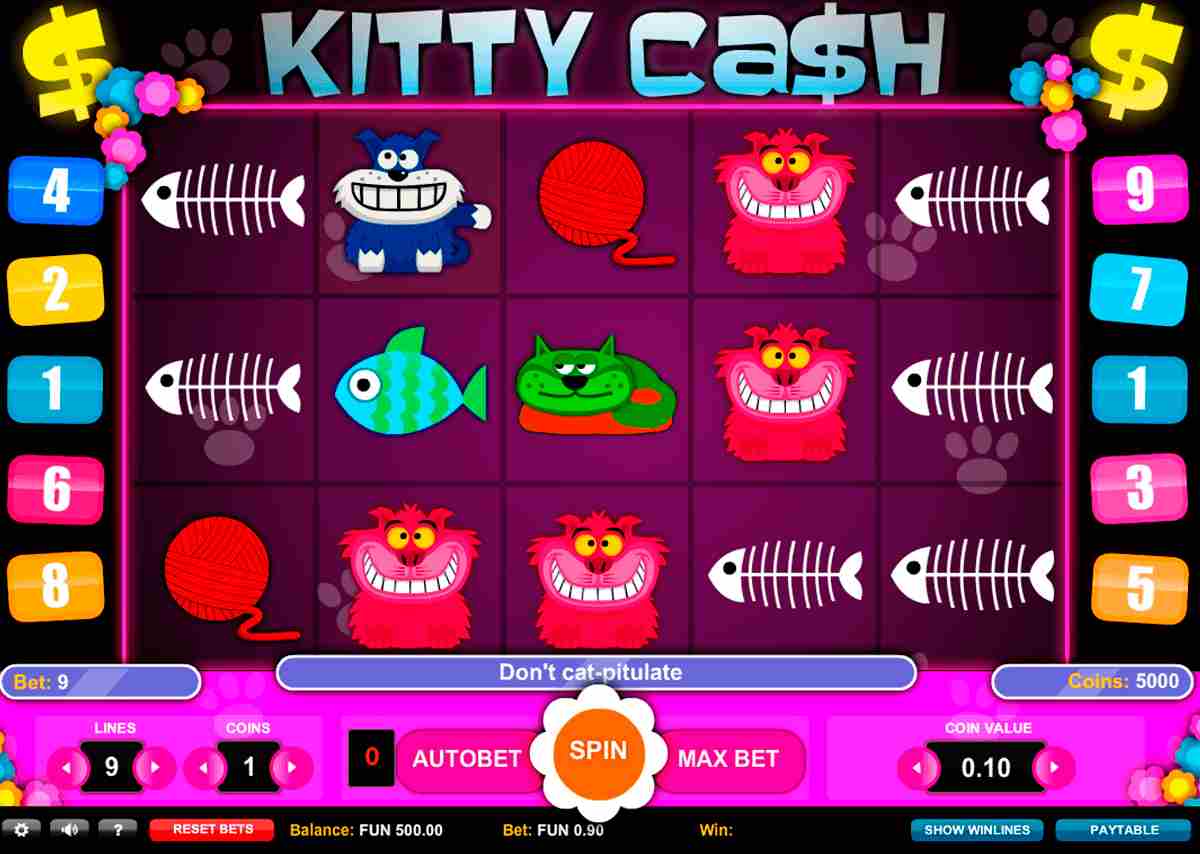 $ KITTY CA$H $
4
2
1
6
8
9
7
1
3
5
Bet: 9
Don't cat-pitulate
Coins: 5000
LINES
9
COINS
1
0
AUTOBET
SPIN
MAX BET
COIN VALUE
0.10
?
RESET BETS
Balance: FUN 500.00
Bet: FUN 0.90
Win:
SHOW WINLINES
PAYTABLE